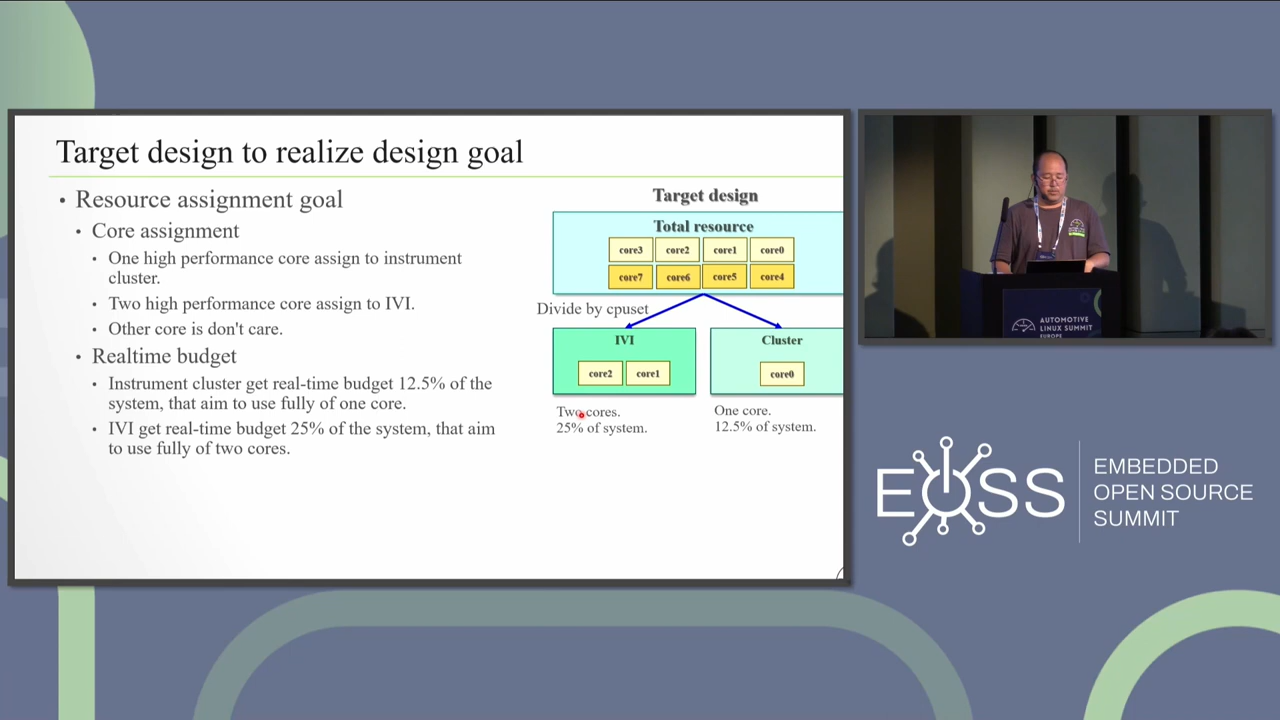 Target design to realize design goal
• Resource assignment goal
• Core assignment
• One high performance core assign to instrument
cluster.
• Two high performance core assign to IVI.
• Other core is don't care.
• Realtime budget
• Instrument cluster get real-time budget 12.5% of the
system, that aim to use fully of one core.
• IVI get real-time budget 25% of the system, that aim
to use fully of two cores.
Target design
Total resource
core3 core2 core1 core0
core7 core6 core5 core4
Divide by cpuset
IVI
core2 core1
Two cores.
25% of system.
Cluster
core0
One core.
12.5% of system.
AUTOMOTIVE
LINUX SUMMIT
EUROPE
EOSS
EMBEDDED
OPEN SOURCE
SUMMIT